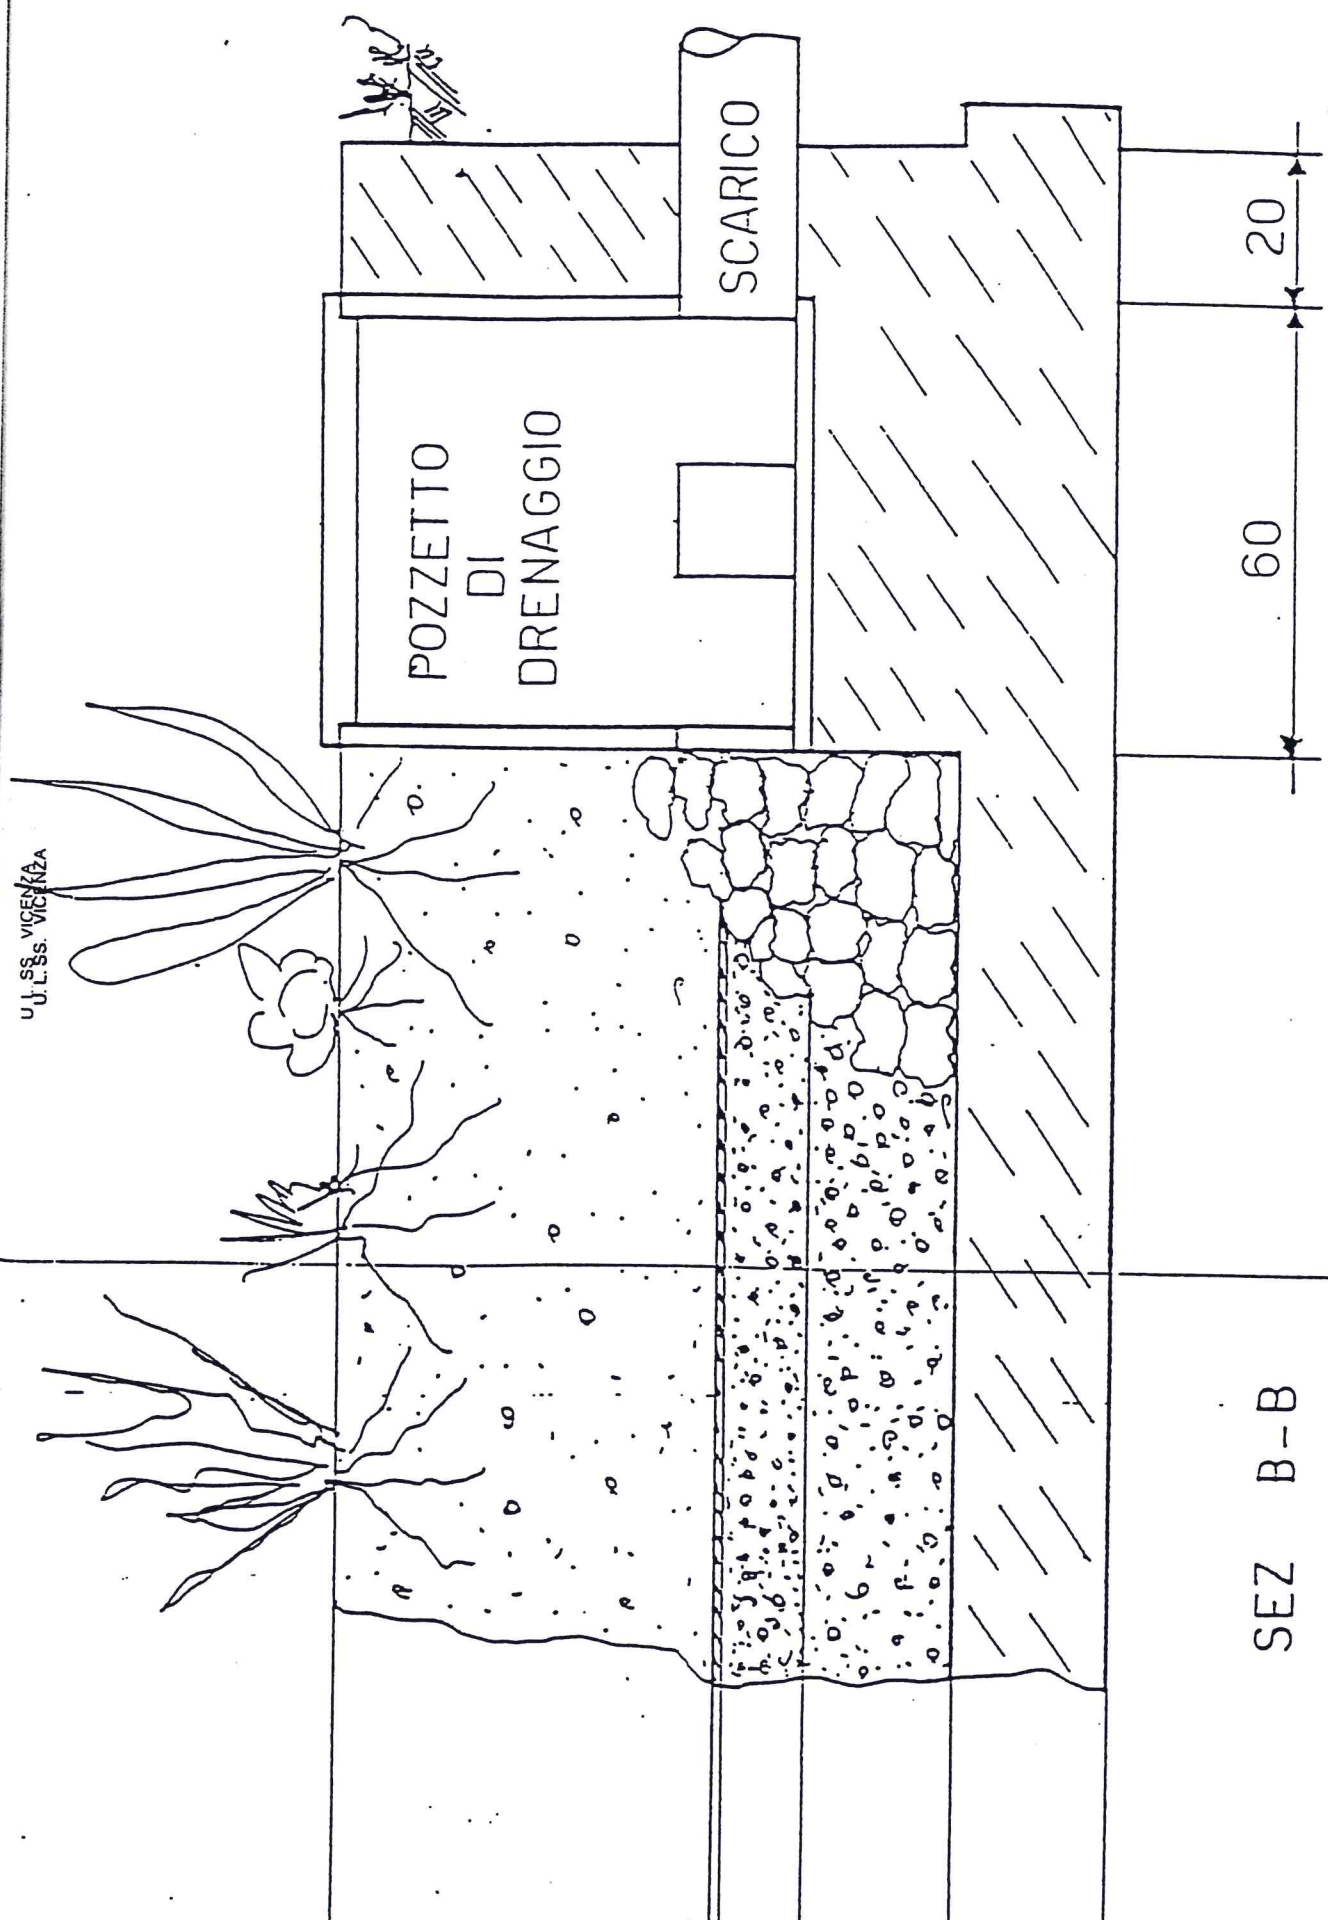 U.L.SS. VICENZA
U.L.SS. VICENZA
POZZETTO
DI
DRENAGGIO
SCARICO
60
20
SEZ B-B